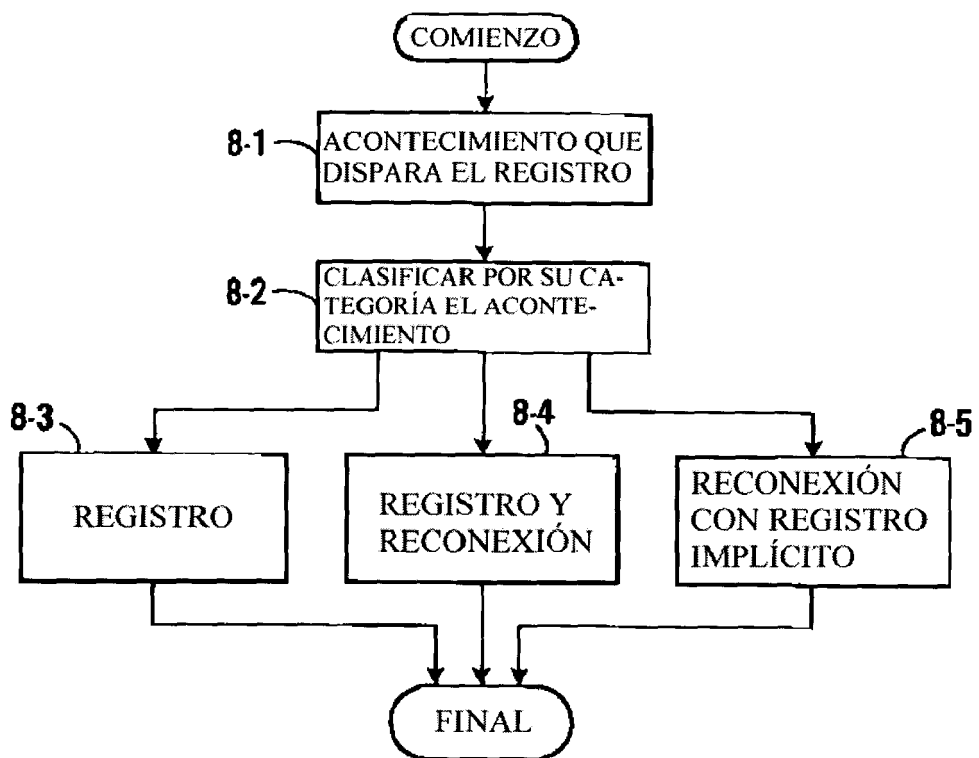 COMIENZO
8-1
ACONTECIMIENTO QUE
DISPARA EL REGISTRO
8-2
CLASIFICAR POR SU CA-
TEGORÍA EL ACONTE-
CIMIENTO
8-3
REGISTRO
8-4
REGISTRO Y
RECONEXIÓN
8-5
RECONEXIÓN
CON REGISTRO
IMPLÍCITO
FINAL